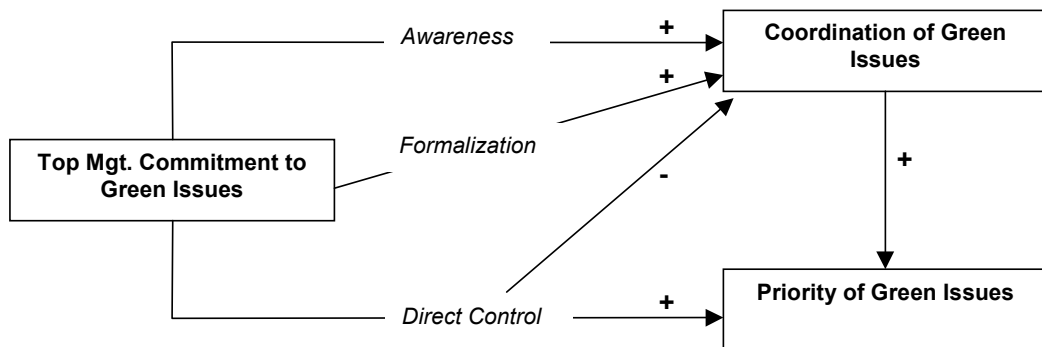 Awareness
+
Coordination of Green
Issues
+
Formalization
Top Mgt. Commitment to
Green Issues
-
+
Direct Control
+
Priority of Green Issues